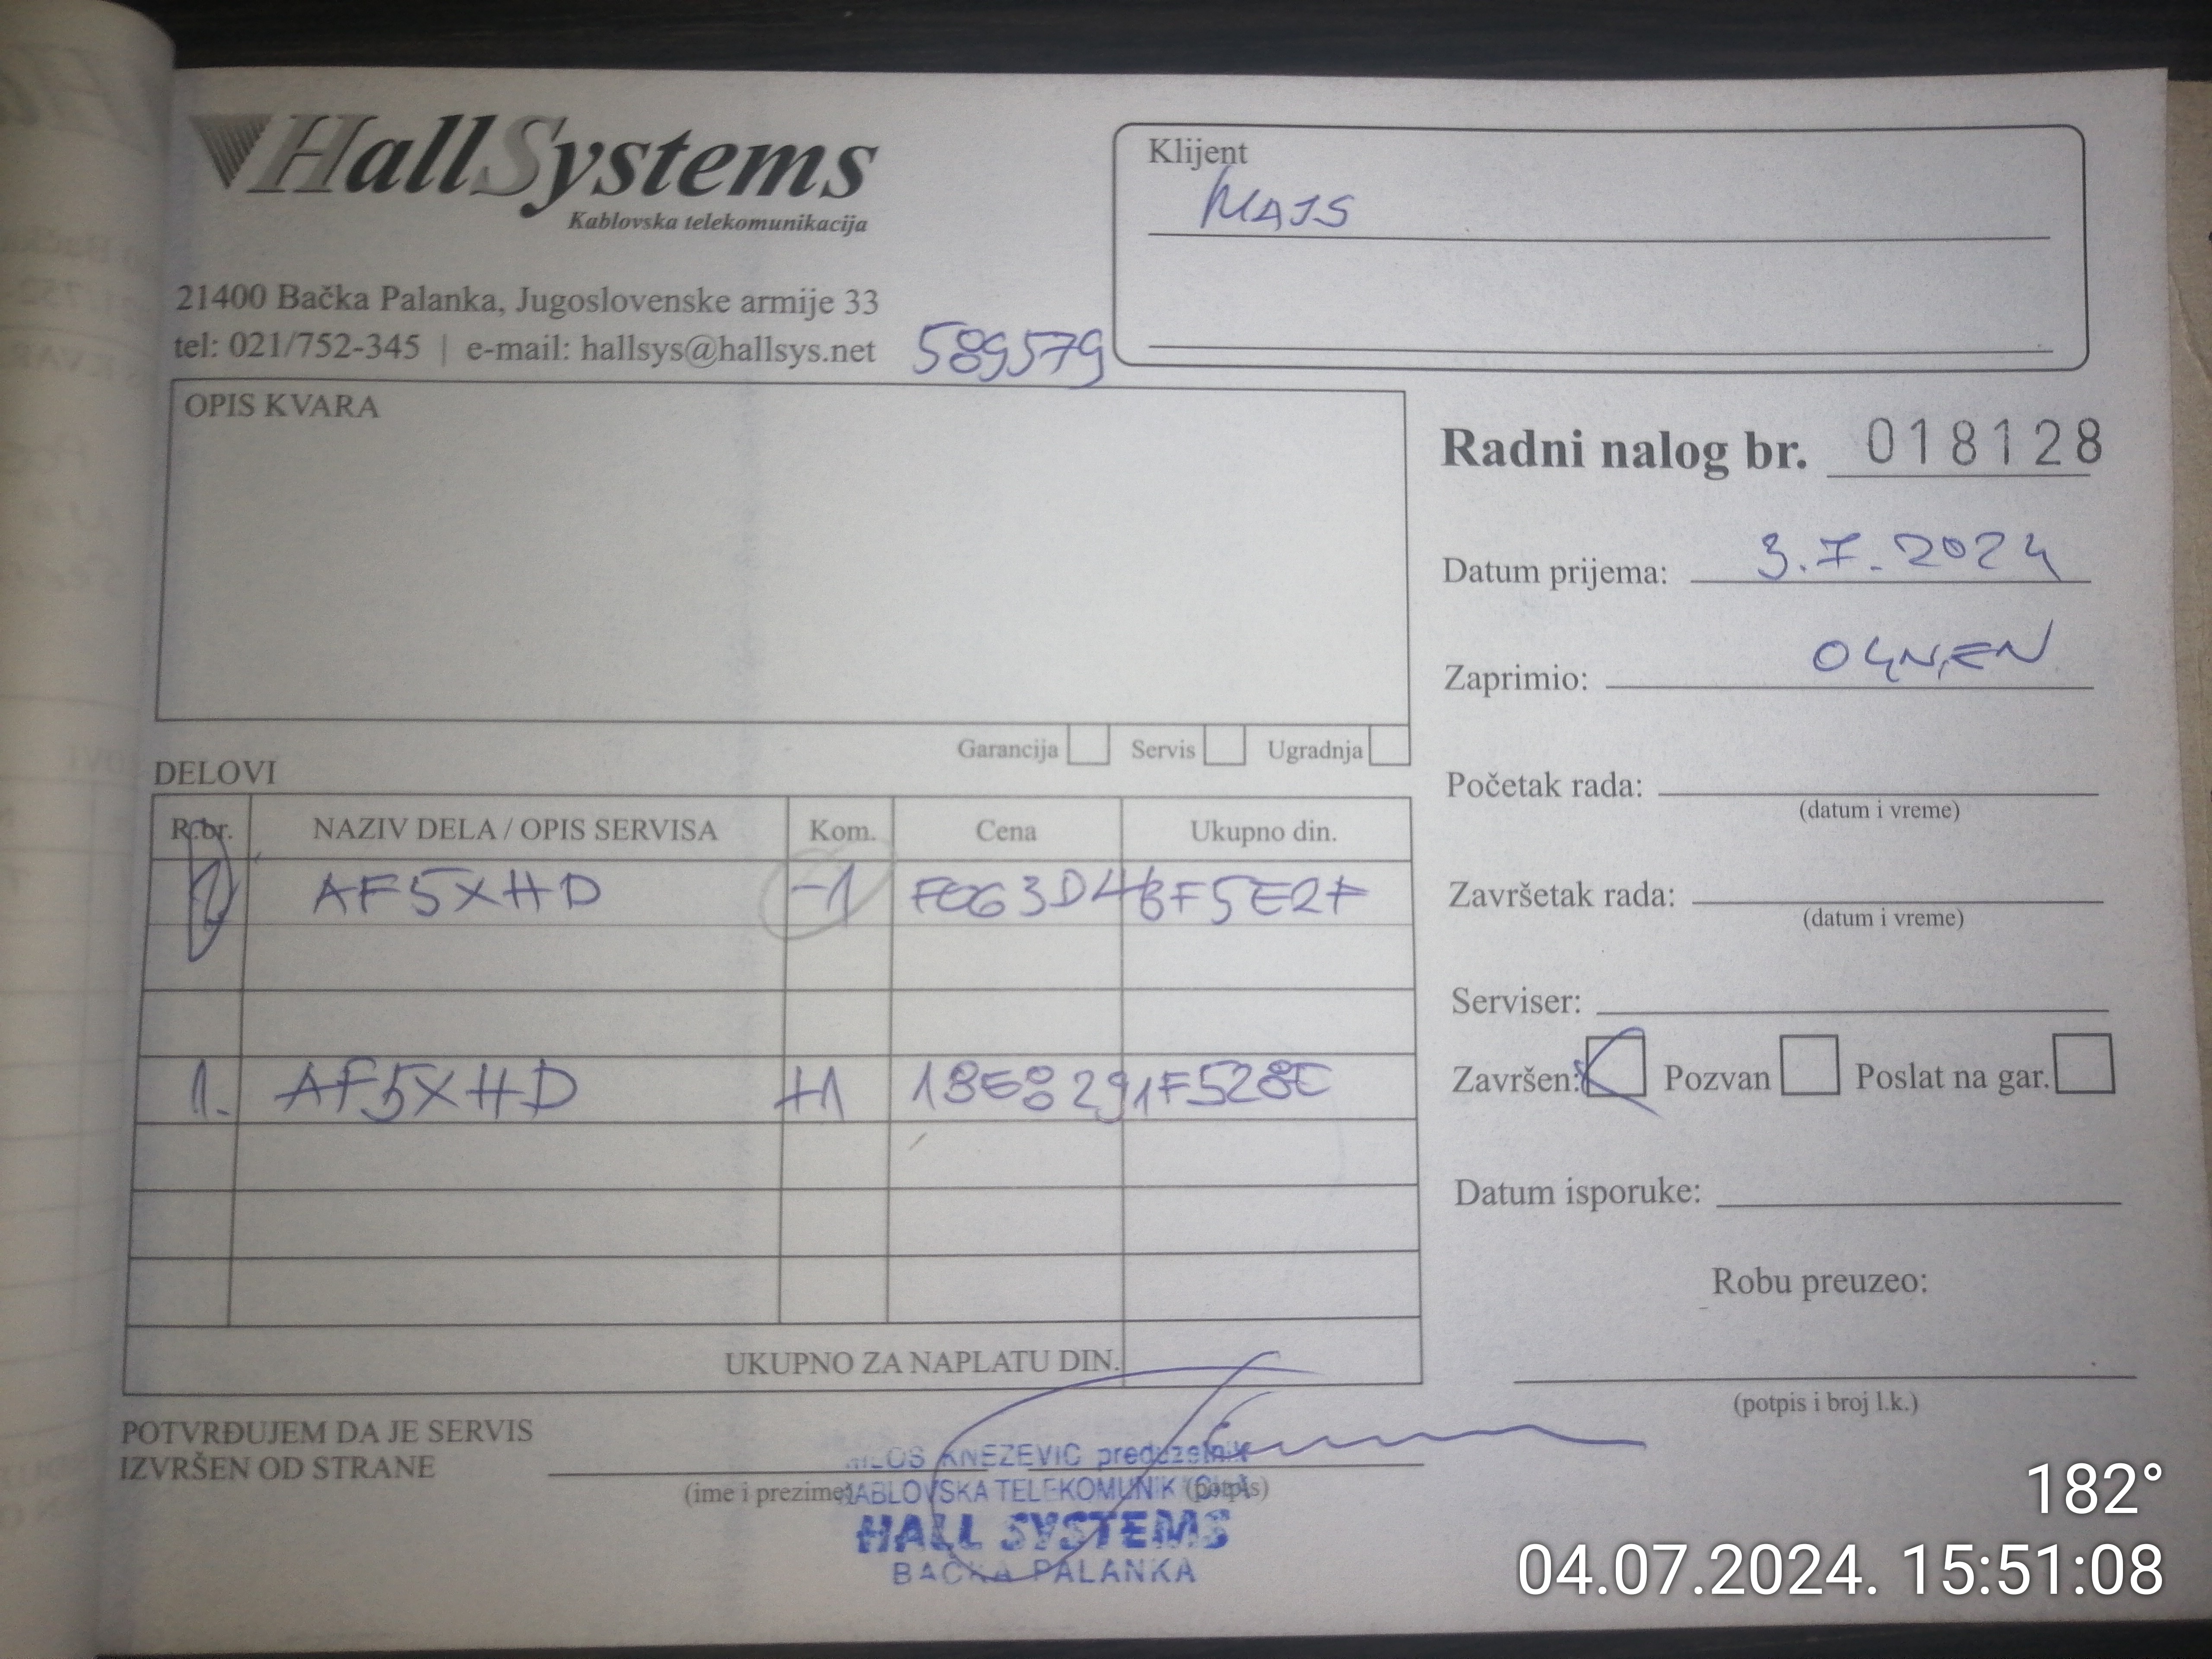 HallSystems
Kablovska telekomunikacija
21400 Bačka Palanka, Jugoslovenske armije 33
tel: 021/752-345 | e-mail: hallsys@hallsys.net
589579
Klijent
MAJS
OPIS KVARA
Garancija Servis Ugradnja
Radni nalog br. 018128
Datum prijema: 3.7.2024
Zaprimio: OGNJEN
Početak rada:
(datum i vreme)
Završetak rada:
(datum i vreme)
Serviser:
Završen: Pozvan Poslat na gar.
Datum isporuke:
Robu preuzeo:
(potpis i broj l.k.)
DELOVI
R.br. NAZIV DELA / OPIS SERVISA Kom. Cena Ukupno din.
AF5XHD -1
1. AF5XHD +1 18E8291F528E
UKUPNO ZA NAPLATU DIN.
POTVRĐUJEM DA JE SERVIS
IZVRŠEN OD STRANE
(ime i prezime) (potpis)
KNEZEVIC preduzetnik
KABLOVSKA
HALL SYSTEMS
BAČKA PALANKA
182°
04.07.2024. 15:51:08